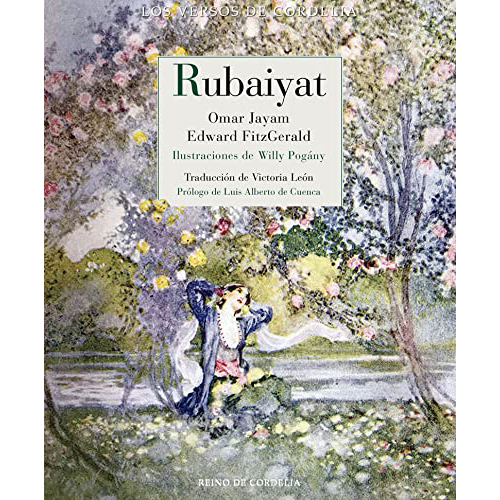 LOS VERSOS DE CORDELIA
Rubaiyat
Omar Jayam
Edward FitzGerald
Ilustraciones de Willy Pogány
Traducción de Victoria León
Prólogo de Luis Alberto de Cuenca
REINO DE CORDELIA